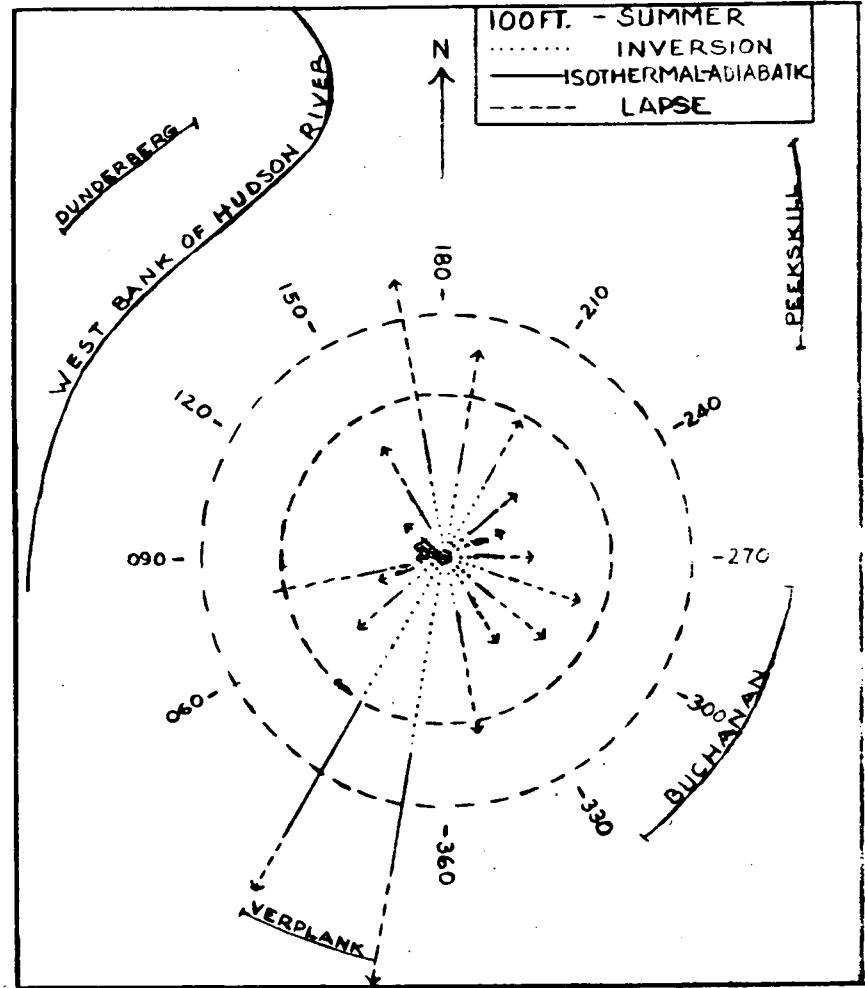 100 FT. - SUMMER
INVERSION
ISOTHERMAL-ADIABATIC
LAPSE
N
DUNDERBERG
WEST BANK OF HUDSON RIVER
PEEKSKILL
180-
150-
-210
120-
-240
090-
-270
060-
-300
BUCHANAN
-330
-360
VERPLANK